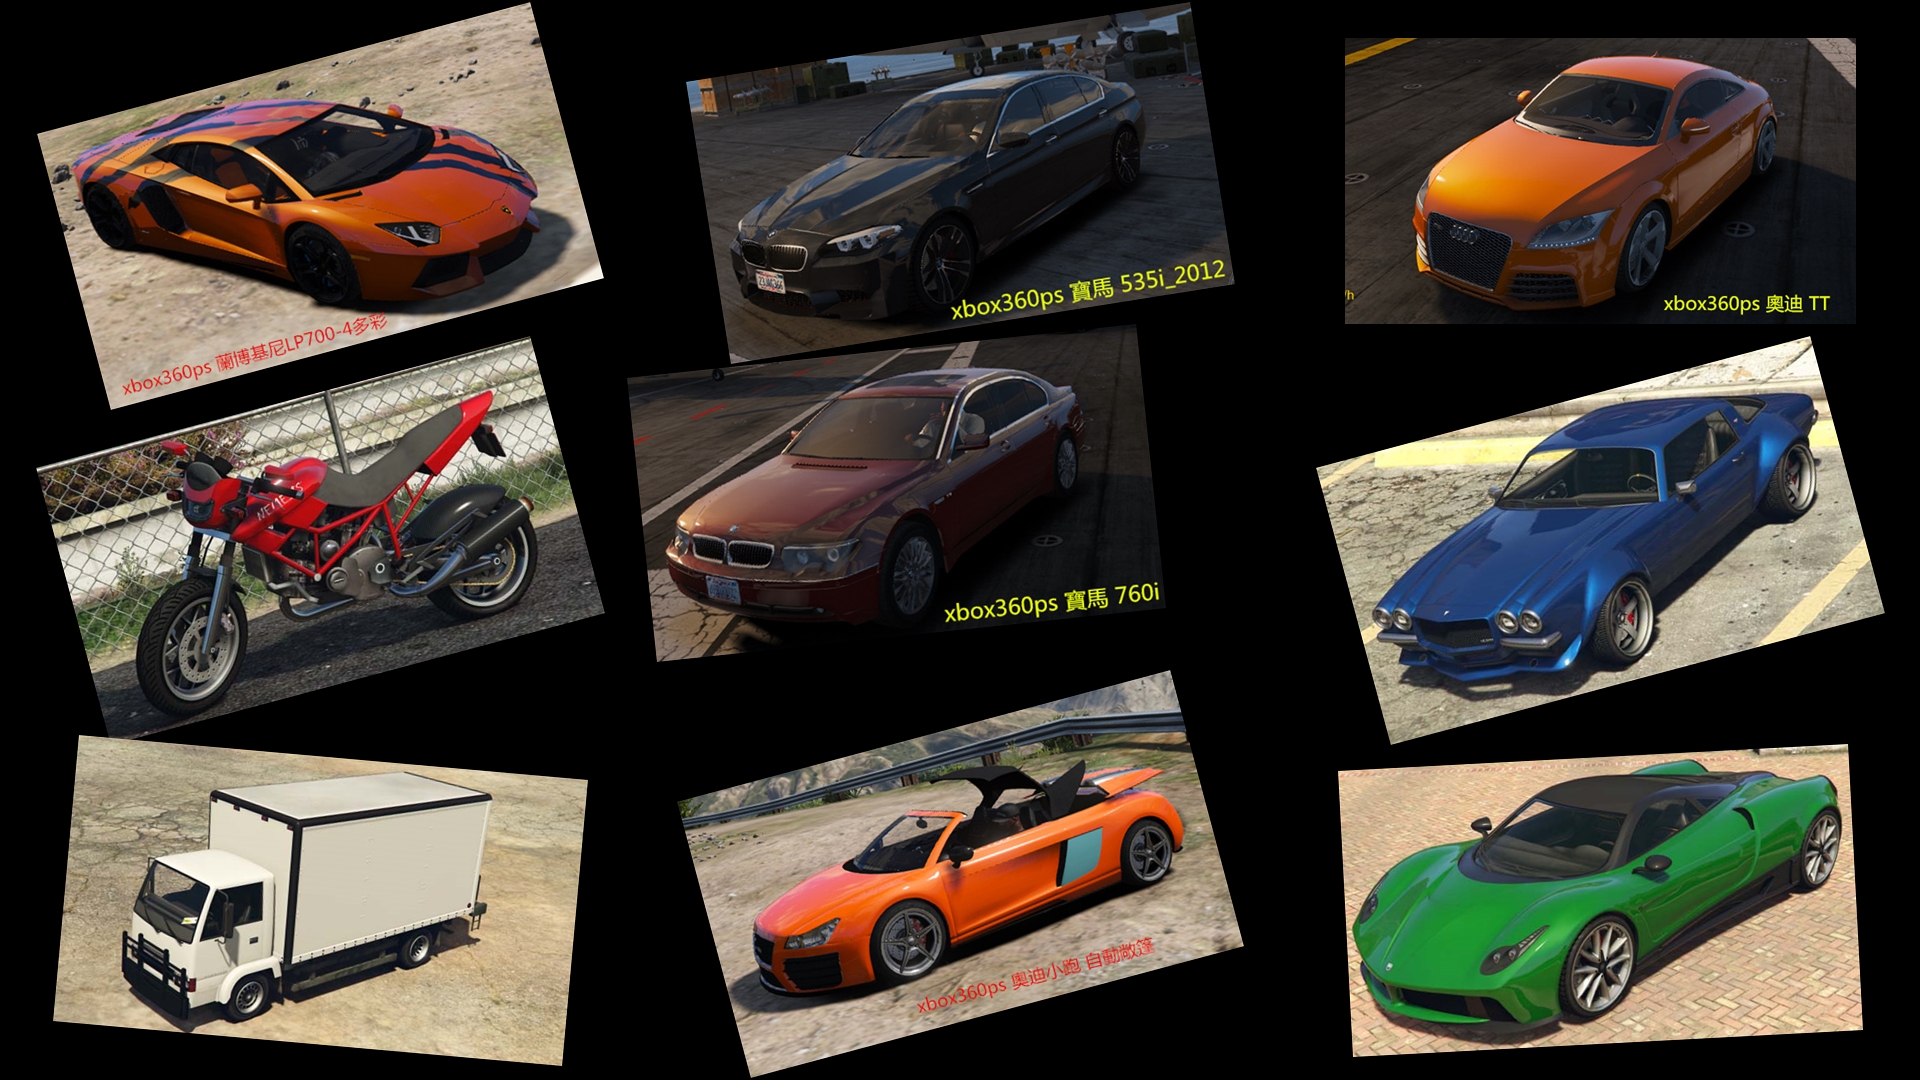 xbox360ps 蘭博基尼LP700-4多彩
xbox360ps 寶馬 535i_2012
/h
xbox360ps 奧迪 TT
NEMESIS
xbox360ps 寶馬 760i
xbox360ps 奧迪小跑 自動敞篷